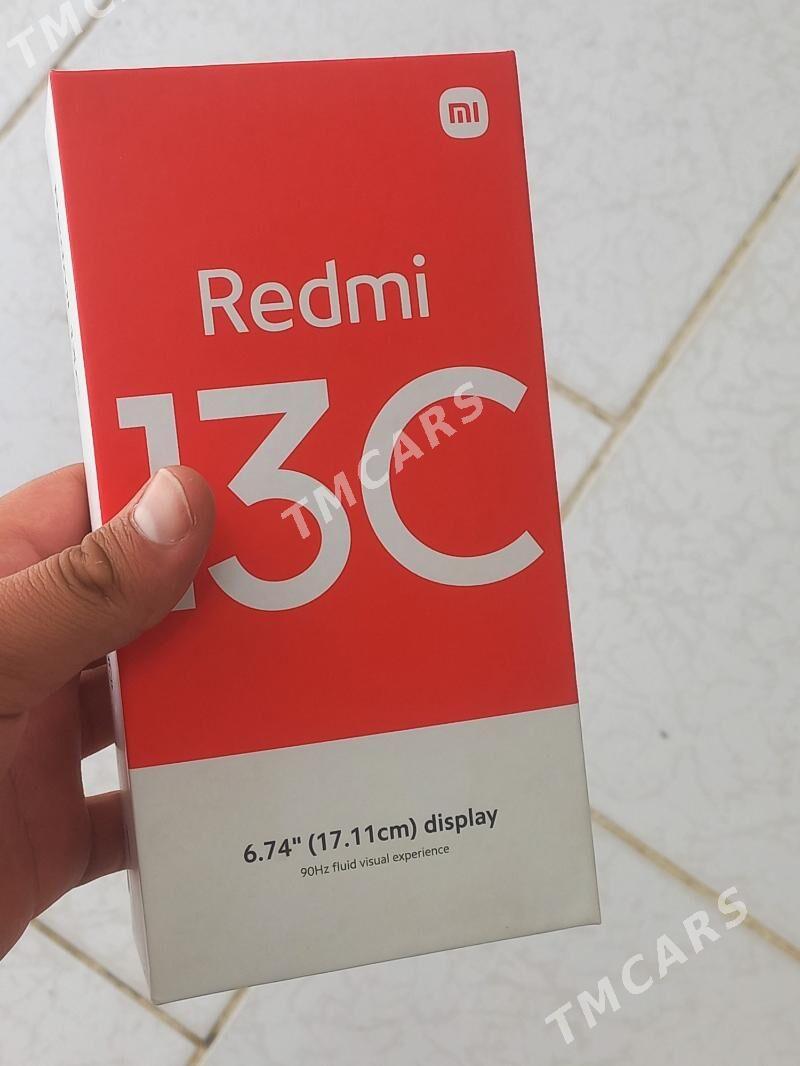 TMCARS
mi
Redmi
13C
TMCARS
6.74" (17.11cm) display
90Hz fluid visual experience
TMCARS